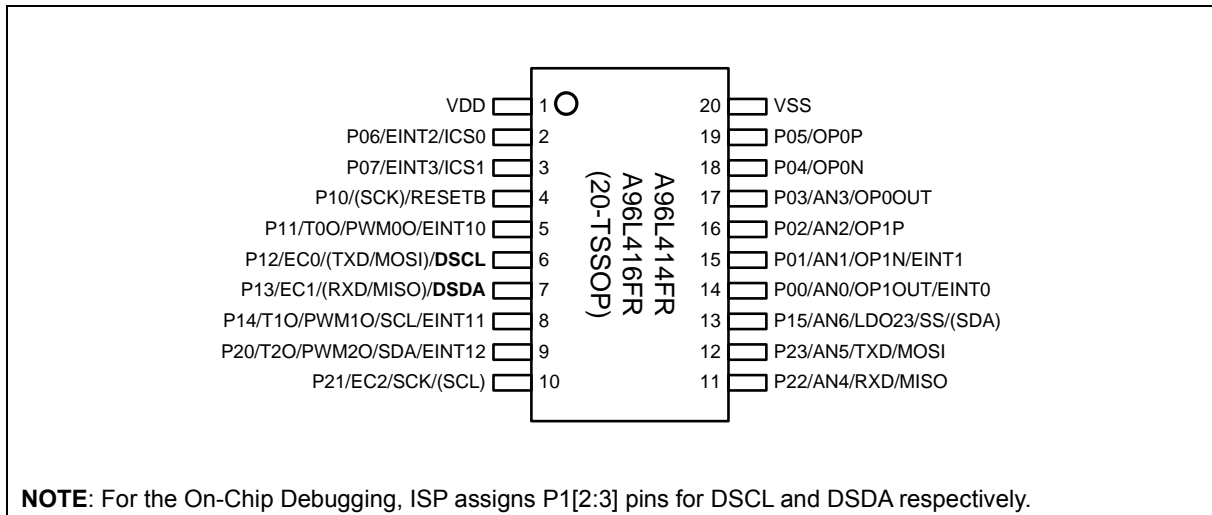 VDD 1 20 VSS
P06/EINT2/ICS0 2 19 P05/OP0P
P07/EINT3/ICS1 3 18 P04/OP0N
P10/(SCK)/RESETB 4 17 P03/AN3/OP0OUT
P11/T0O/PWM0O/EINT10 5 16 P02/AN2/OP1P
P12/EC0/(TXD/MOSI)/DSCL 6 15 P01/AN1/OP1N/EINT1
P13/EC1/(RXD/MISO)/DSDA 7 14 P00/AN0/OP1OUT/EINT0
P14/T1O/PWM1O/SCL/EINT11 8 13 P15/AN6/LDO23/SS/(SDA)
P20/T2O/PWM2O/SDA/EINT12 9 12 P23/AN5/TXD/MOSI
P21/EC2/SCK/(SCL) 10 11 P22/AN4/RXD/MISO
A96L414FR
A96L416FR
(20-TSSOP)
NOTE: For the On-Chip Debugging, ISP assigns P1[2:3] pins for DSCL and DSDA respectively.